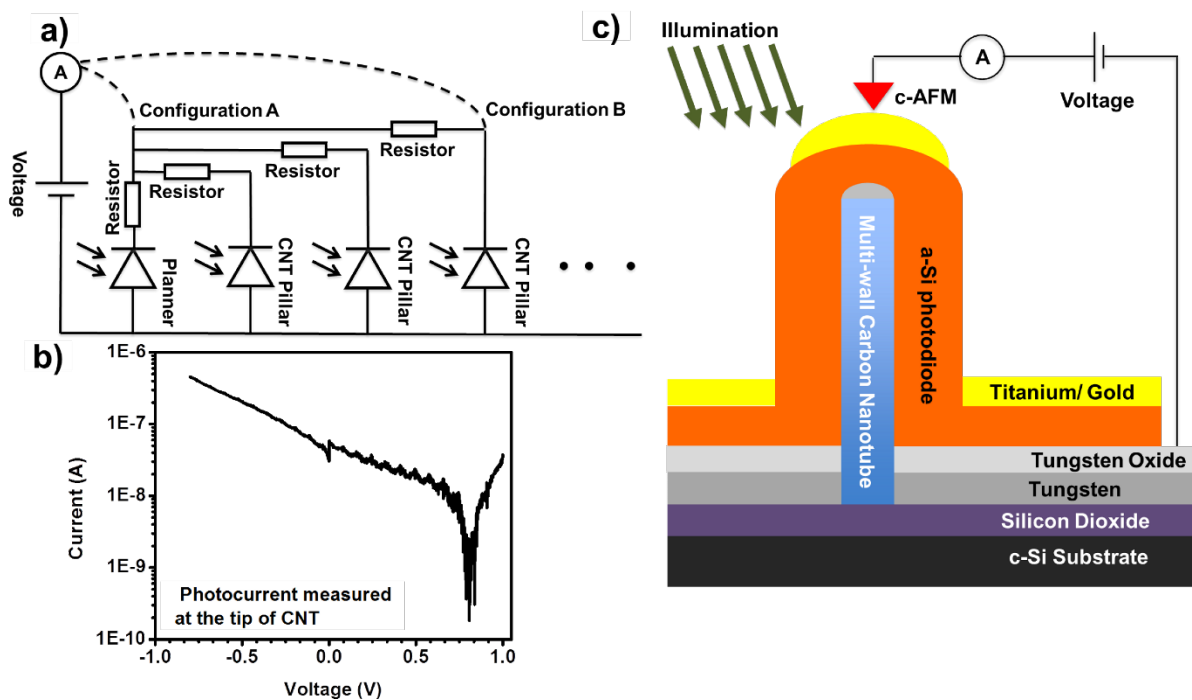 a)
A
Configuration A
Configuration B
Resistor
Resistor
Resistor
Resistor
Voltage
Planner
CNT Pillar
CNT Pillar
CNT Pillar
b)
1E-6
1E-7
1E-8
1E-9
1E-10
Current (A)
Photocurrent measured
at the tip of CNT
-1.0
-0.5
0.0
0.5
1.0
Voltage (V)
c)
Illumination
A
c-AFM
Voltage
Multi-wall Carbon Nanotube
a-Si photodiode
Titanium/ Gold
Tungsten Oxide
Tungsten
Silicon Dioxide
c-Si Substrate